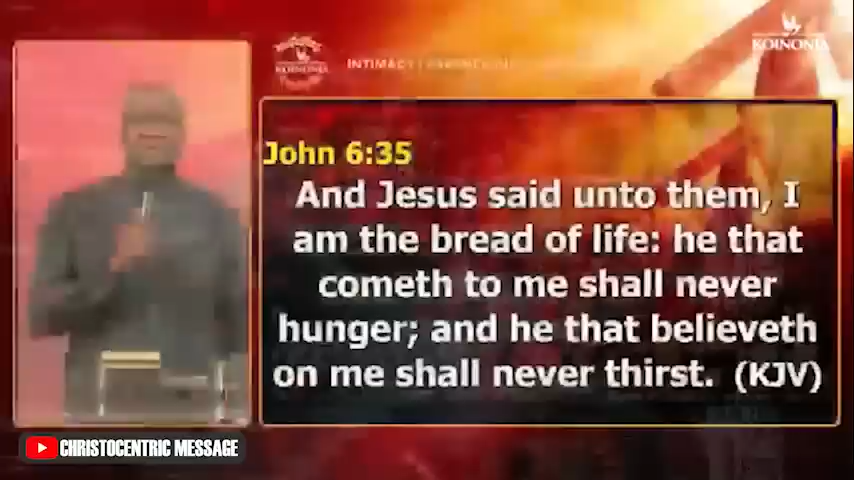 KOINONIA
KOINONIA
INTIMACY |
John 6:35
And Jesus said unto them, I
am the bread of life: he that
cometh to me shall never
hunger; and he that believeth
on me shall never thirst. (KJV)
CHRISTOCENTRIC MESSAGE